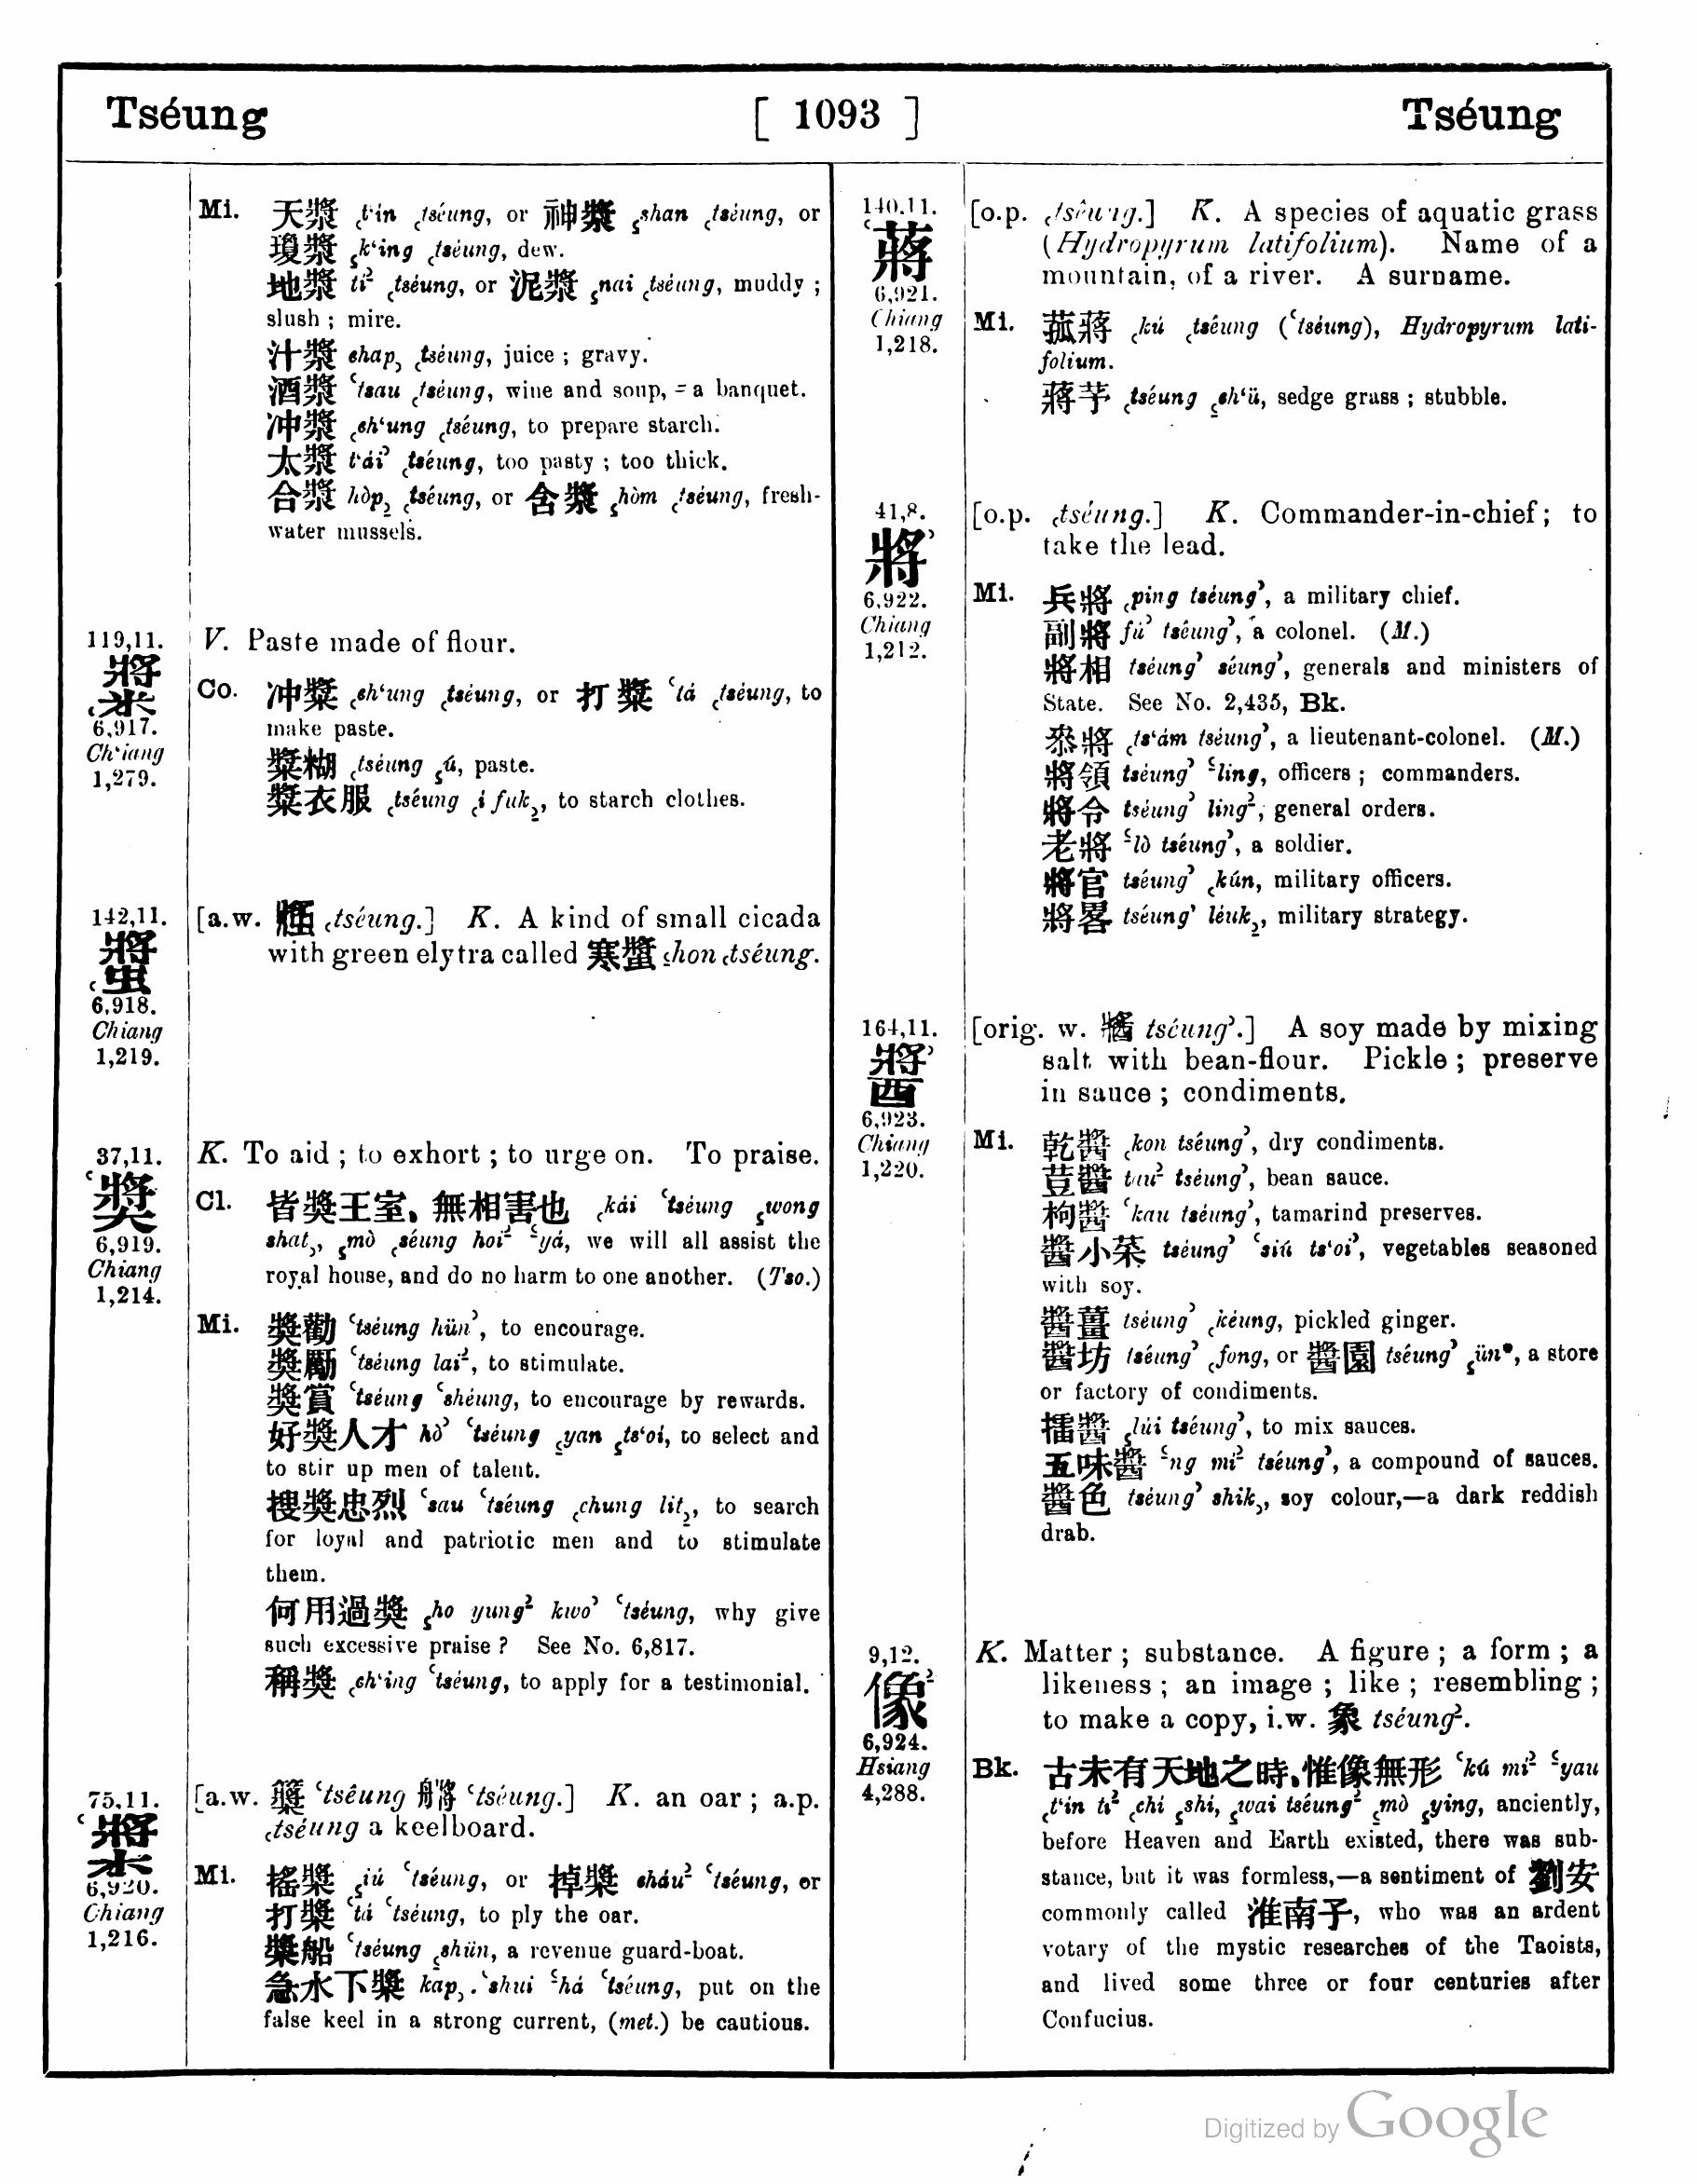 Tséung [ 1093 ] Tséung
Mi. 天漿 ꜀t‘in ꜀tséung, or 神漿 ꜁shan ꜀tséung, or
瓊漿 ꜁k‘ing ꜀tséung, dew.
地漿 ti² ꜀tséung, or 泥漿 ꜁nai ꜀tséung, muddy ;
slush ; mire.
汁漿 chap꜆ ꜀tséung, juice ; gravy.
酒漿 ꜂tsau ꜀tséung, wine and soup, = a banquet.
冲漿 ꜀ch‘ung ꜀tséung, to prepare starch.
太漿 t‘ái꜄ ꜀tséung, too pasty ; too thick.
合漿 hòp꜇ ꜀tséung, or 含漿 ꜁hòm ꜀tséung, fresh-
water mussels.
119,11.
꜀糨
6,917.
Ch‘iang
1,279.
V. Paste made of flour.
Co. 冲糨 ꜀ch‘ung ꜀tséung, or 打糨 ꜂tá ꜀tséung, to
make paste.
糨糊 ꜀tséung ꜁ú, paste.
糨衣服 ꜀tséung ꜀i fuk꜇, to starch clothes.
142,11.
꜀螿
6,918.
Chiang
1,219.
[a.w. ꜀tséung.] K. A kind of small cicada
with green elytra called 寒螿 ꜁hon ꜀tséung.
37,11.
꜂獎
6,919.
Chiang
1,214.
K. To aid ; to exhort ; to urge on. To praise.
Cl. 皆獎王室、無相害也 ꜀kái ꜂tséung ꜁wong
shat꜆, ꜁mò ꜀séung hoi² ꜃yá, we will all assist the
royal house, and do no harm to one another. (Tso.)
Mi. 獎勸 ꜂tséung hün꜄, to encourage.
獎勵 ꜂tséung lai², to stimulate.
獎賞 ꜂tséung ꜂shéung, to encourage by rewards.
好獎人才 hò꜄ ꜂tséung ꜁yan ꜁ts‘oi, to select and
to stir up men of talent.
搜獎忠烈 ꜂sau ꜂tséung ꜀chung lit꜇, to search
for loyal and patriotic men and to stimulate
them.
何用過獎 ꜁ho yung² kwo꜄ ꜂tséung, why give
such excessive praise ? See No. 6,817.
稱獎 ꜀ch‘ing ꜂tséung, to apply for a testimonial.
75,11.
꜂槳
6,920.
Chiang
1,216.
[a.w. ꜂tséung ꜂tséung.] K. an oar ; a.p.
꜀tséung a keelboard.
Mi. 搖槳 ꜁iú ꜂tséung, or 掉槳 cháu² ꜂tséung, or
打槳 ꜂tá ꜂tséung, to ply the oar.
槳船 ꜂tséung ꜁shün, a revenue guard-boat.
急水下槳 kap꜆ ꜂shui ꜃há ꜂tséung, put on the
false keel in a strong current, (met.) be cautious.
140,11.
꜀蔣
6,921.
Chiang
1,218.
[o.p. ꜀tséung.] K. A species of aquatic grass
(Hydropyrum latifolium). Name of a
mountain, of a river. A surname.
Mi. 菰蔣 ꜀kú ꜀tséung (꜂tséung), Hydropyrum lati-
folium.
蔣芧 ꜀tséung ꜁ch‘ü, sedge grass ; stubble.
41,8.
將꜄
6,922.
Chiang
1,212.
[o.p. ꜀tséung.] K. Commander-in-chief ; to
take the lead.
Mi. 兵將 ꜀ping tséung꜄, a military chief.
副將 fú꜄ tséung꜄, a colonel. (M.)
將相 tséung꜄ séung꜄, generals and ministers of
State. See No. 2,435, Bk.
叅將 ꜀ts‘ám tséung꜄, a lieutenant-colonel. (M.)
將領 tséung꜄ ꜃ling, officers ; commanders.
將令 tséung꜄ ling², general orders.
老將 ꜃lò tséung꜄, a soldier.
將官 tséung꜄ ꜀kún, military officers.
將畧 tséung꜄ léuk꜇, military strategy.
164,11.
醬꜄
6,923.
Chiang
1,220.
[orig. w. tséung꜄.] A soy made by mixing
salt with bean-flour. Pickle ; preserve
in sauce ; condiments.
Mi. 乾醬 ꜀kon tséung꜄, dry condiments.
荳醬 tau² tséung꜄, bean sauce.
枸醬 ꜂kau tséung꜄, tamarind preserves.
醬小菜 tséung꜄ ꜂siú ts‘oi꜄, vegetables seasoned
with soy.
醬薑 tséung꜄ ꜀kéung, pickled ginger.
醬坊 tséung꜄ ꜀fong, or 醬園 tséung꜄ ꜁ün*, a store
or factory of condiments.
擂醬 ꜁lúi tséung꜄, to mix sauces.
五味醬 ꜃ng mi² tséung꜄, a compound of sauces.
醬色 tséung꜄ shik꜆, soy colour,—a dark reddish
drab.
9,12.
像²
6,924.
Hsiang
4,288.
K. Matter ; substance. A figure ; a form ; a
likeness ; an image ; like ; resembling ;
to make a copy, i.w. 象 tséung².
Bk. 古未有天地之時、惟像無形 ꜂kú mi² ꜃yau
꜀t‘in ti² ꜀chi ꜁shi, ꜁wai tséung² ꜁mò ꜁ying, anciently,
before Heaven and Earth existed, there was sub-
stance, but it was formless,—a sentiment of 劉安
commonly called 淮南子, who was an ardent
votary of the mystic researches of the Taoists,
and lived some three or four centuries after
Confucius.
Digitized by Google